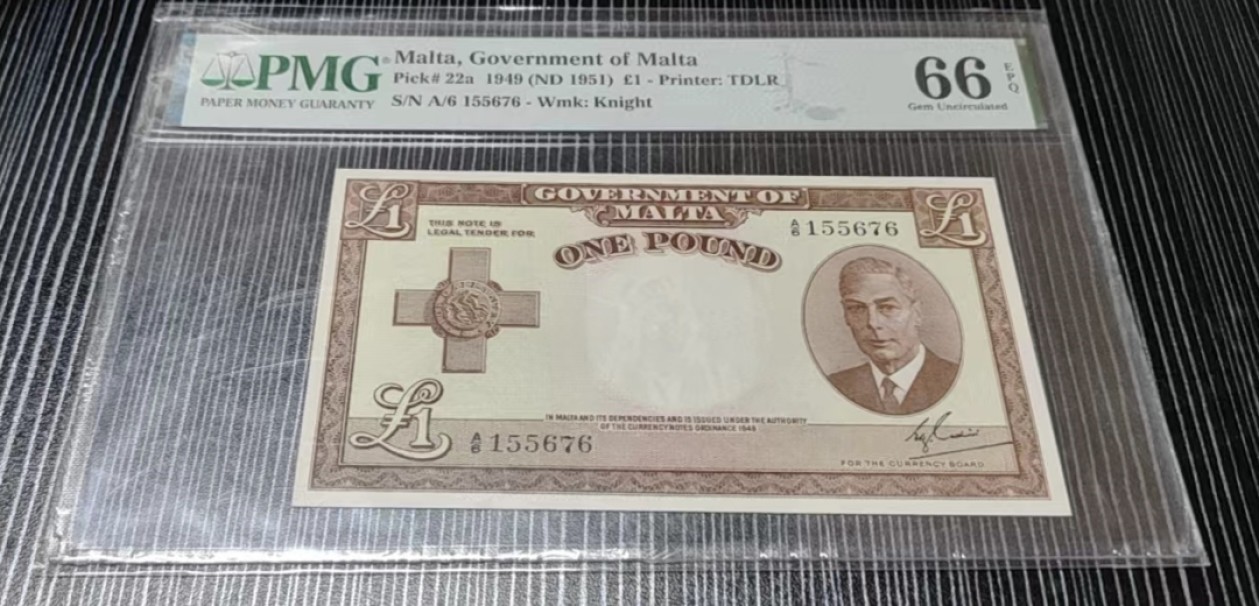 PMG®
PAPER MONEY GUARANTY
Malta, Government of Malta
Pick# 22a 1949 (ND 1951) £1 - Printer: TDLR
S/N A/6 155676 - Wmk: Knight
66
EPQ
Gem Uncirculated
£1
GOVERNMENT OF
MALTA
£1
THIS NOTE IS
LEGAL TENDER FOR
A/6 155676
ONE POUND
IN MALTA AND ITS DEPENDENCIES AND IS ISSUED UNDER THE AUTHORITY
OF THE CURRENCY NOTES ORDINANCE 1949
£1
A/6 155676
FOR THE CURRENCY BOARD